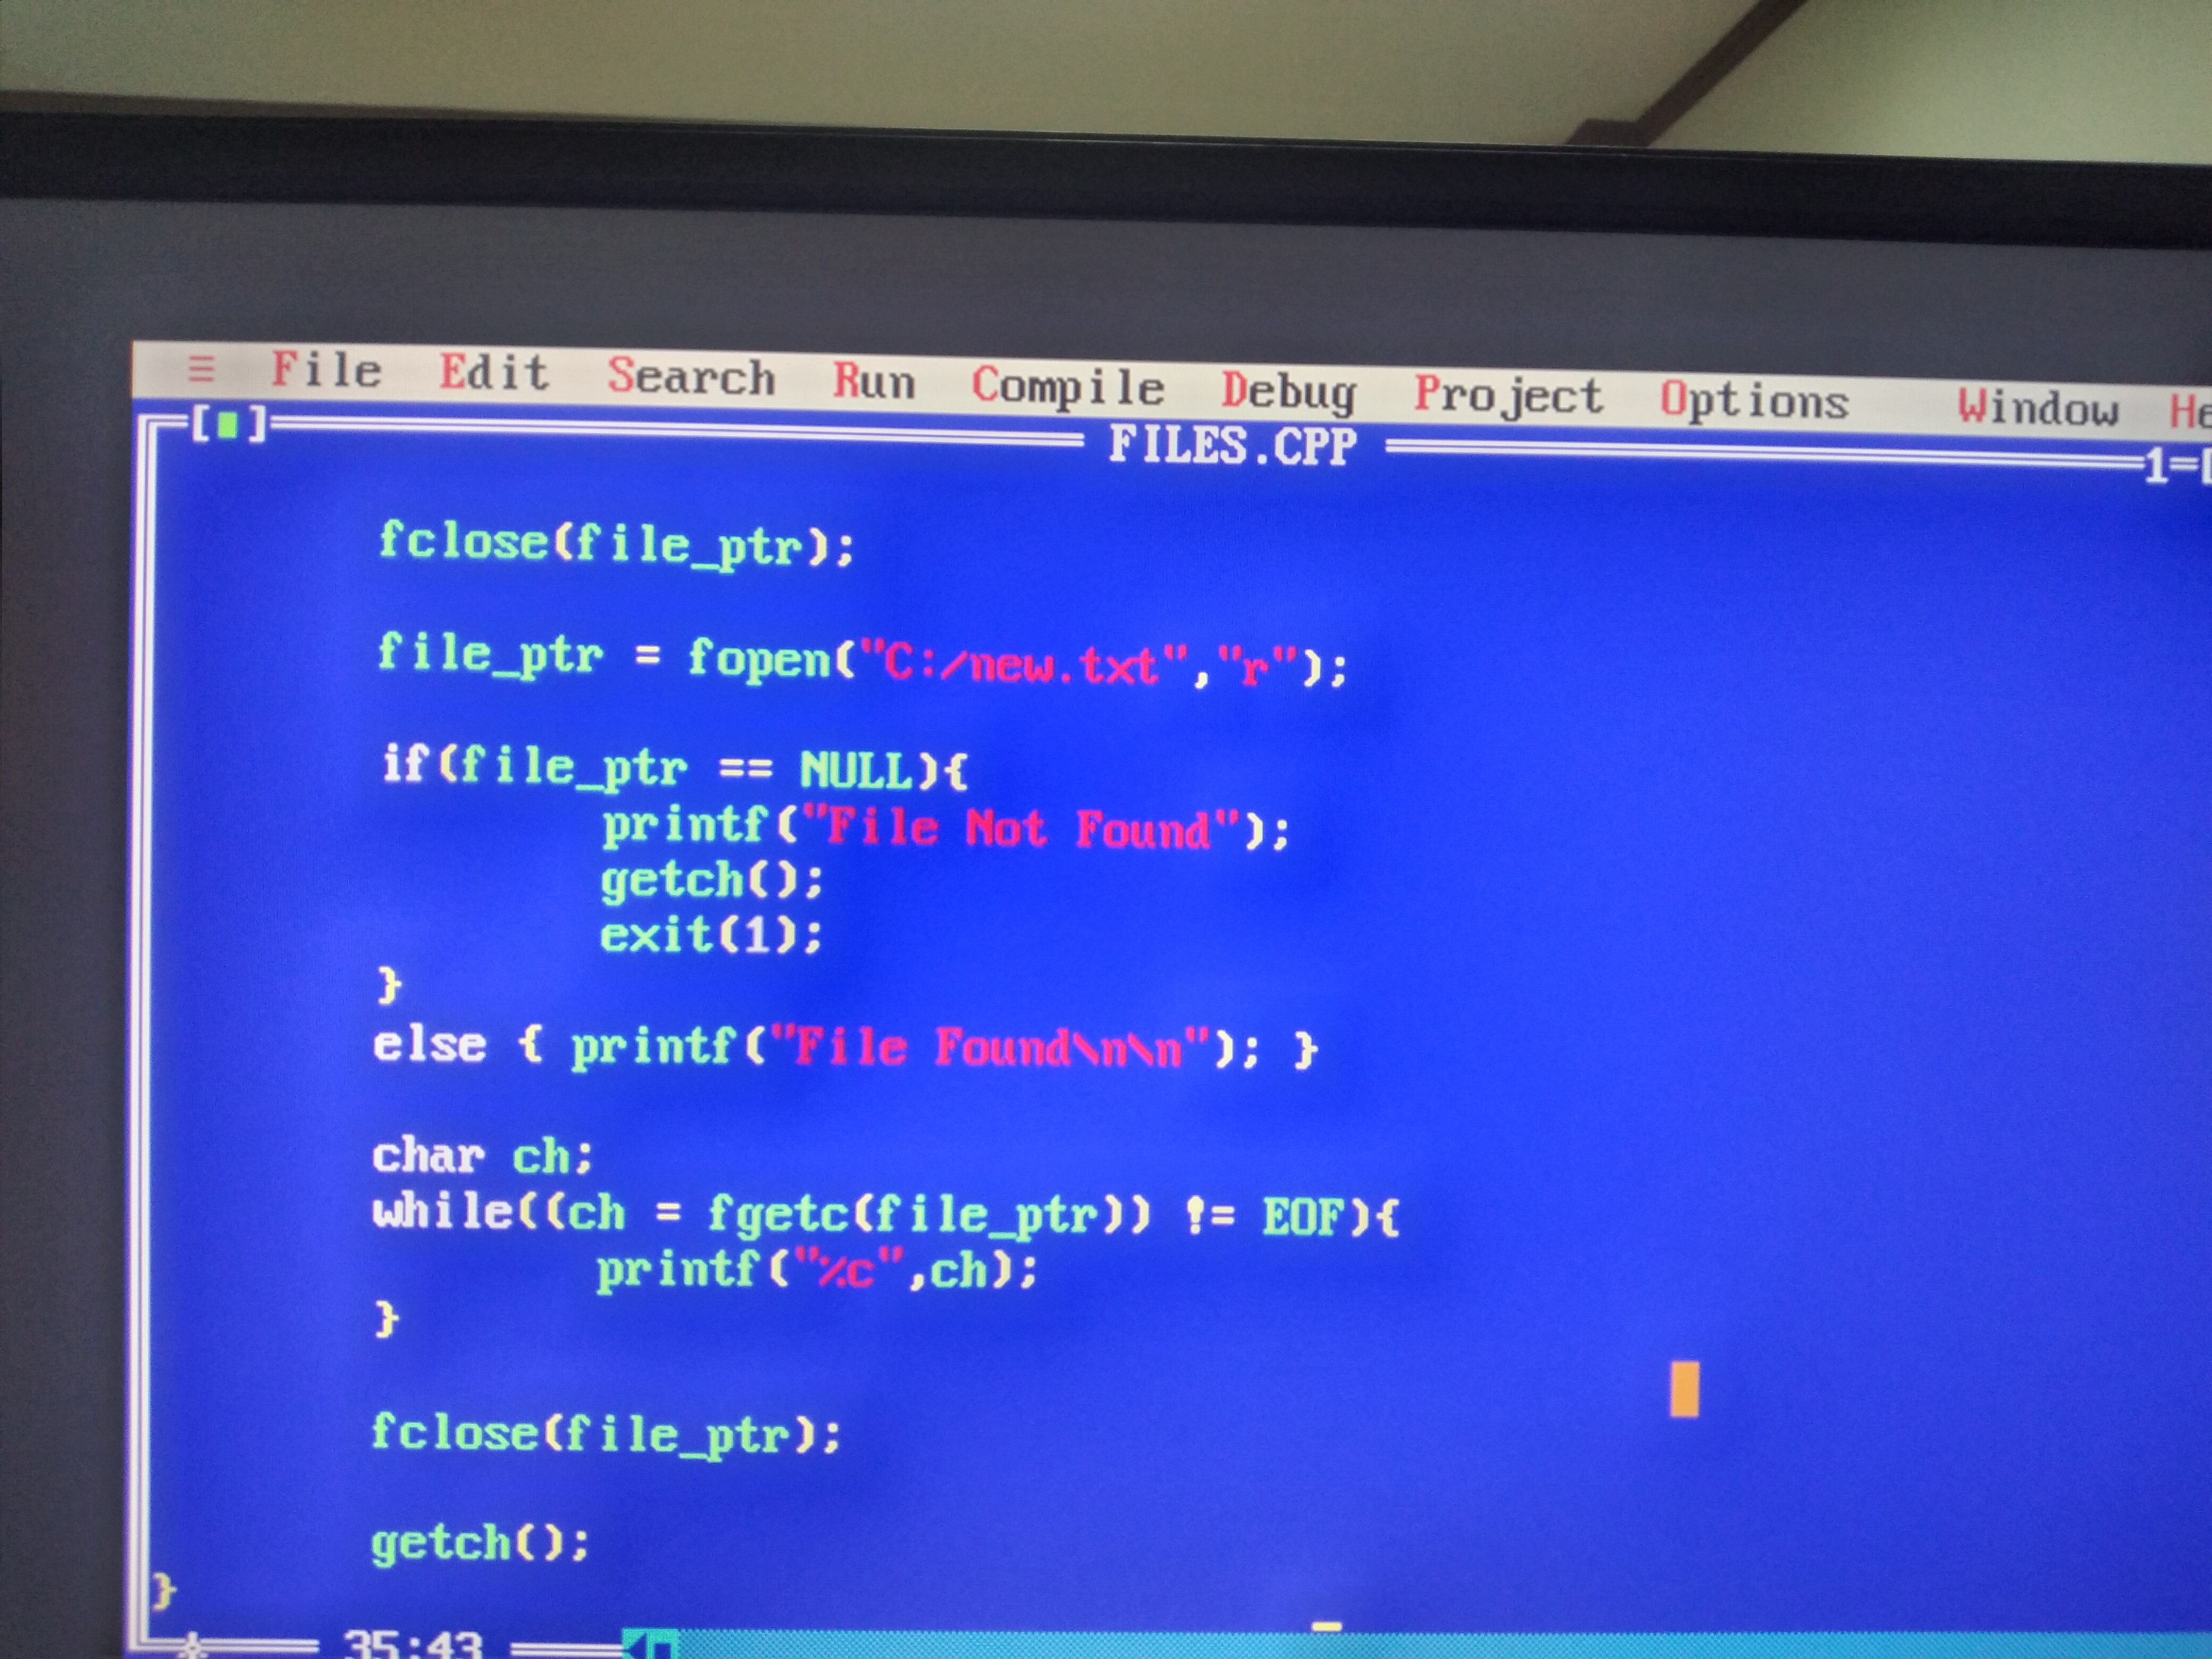 ≡ File Edit Search Run Compile Debug Project Options Window
[■] FILES.CPP 1=[
fclose(file_ptr);
file_ptr = fopen("C:/new.txt","r");
if(file_ptr == NULL){
printf("File Not Found");
getch();
exit(1);
}
else { printf("File Found\n\n"); }
char ch;
while((ch = fgetc(file_ptr)) != EOF){
printf("%c",ch);
}
fclose(file_ptr);
getch();
}
35:43